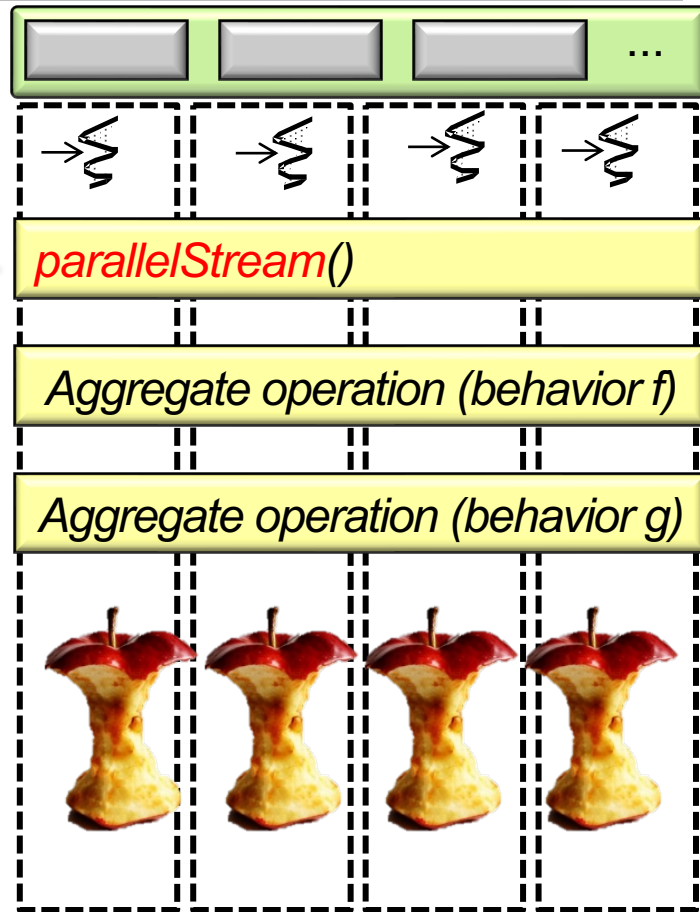 ...
parallelStream()
Aggregate operation (behavior f)
Aggregate operation (behavior g)